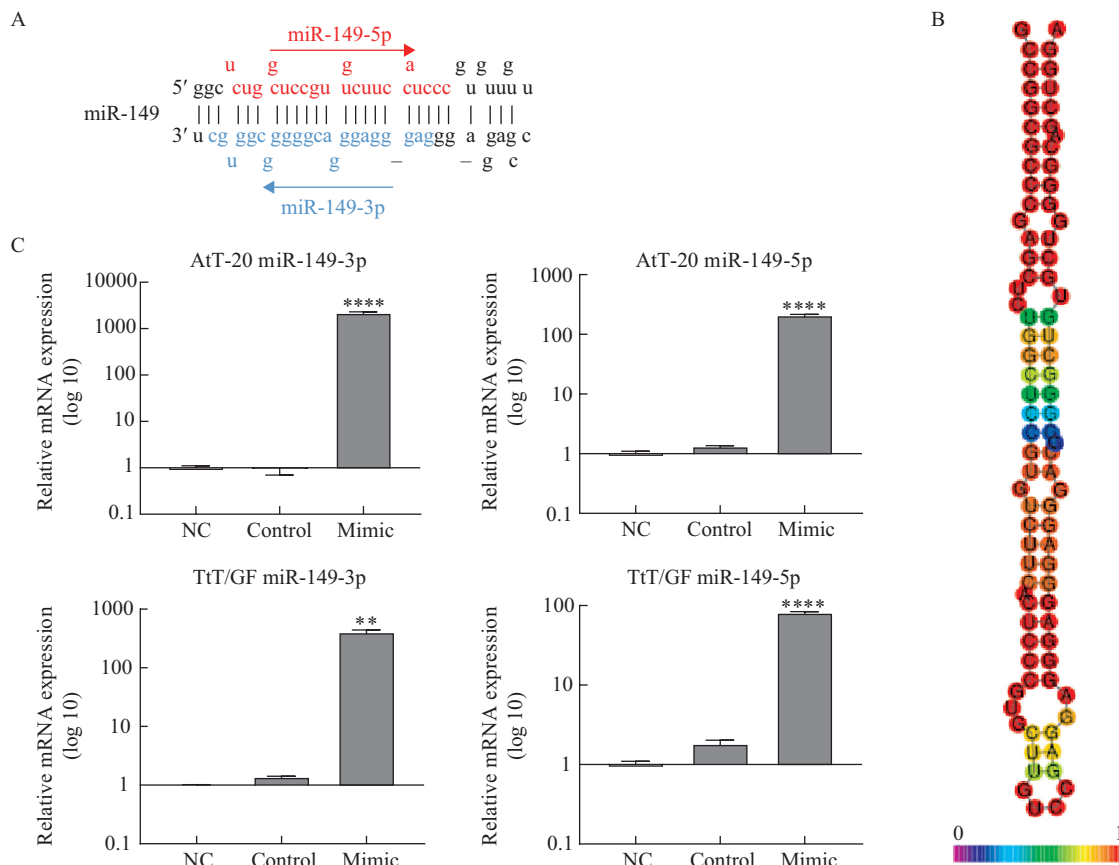 A
miR-149-5p
u g g a g g g
5′ ggc cug cuccgu ucuuc cuccc u uuu u
miR-149
3′ u cg ggc ggggca ggagg gaggg a gag c
u g g – – g c
miR-149-3p
B
0 1
C
AtT-20 miR-149-3p
Relative mRNA expression
(log 10)
10000
1000
100
10
1
0.1
****
NC Control Mimic
AtT-20 miR-149-5p
Relative mRNA expression
(log 10)
1000
100
10
1
0.1
****
NC Control Mimic
TtT/GF miR-149-3p
Relative mRNA expression
(log 10)
1000
100
10
1
0.1
**
NC Control Mimic
TtT/GF miR-149-5p
Relative mRNA expression
(log 10)
100
10
1
0.1
****
NC Control Mimic